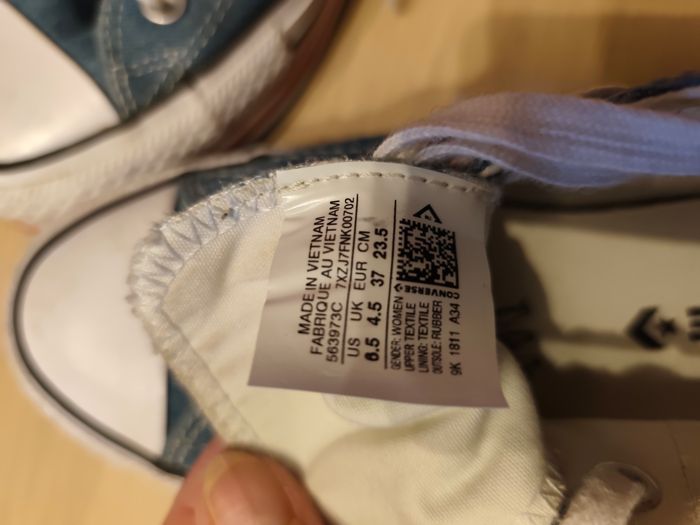 MADE IN VIETNAM
FABRIQUE AU VIETNAM
563973C 7XZJ7FNK00702
US UK EUR CM
6.5 4.5 37 23.5
GENDER: WOMEN
UPPER: TEXTILE
LINING: TEXTILE
OUTSOLE: RUBBER
9K 1811 A34
CONVERSE